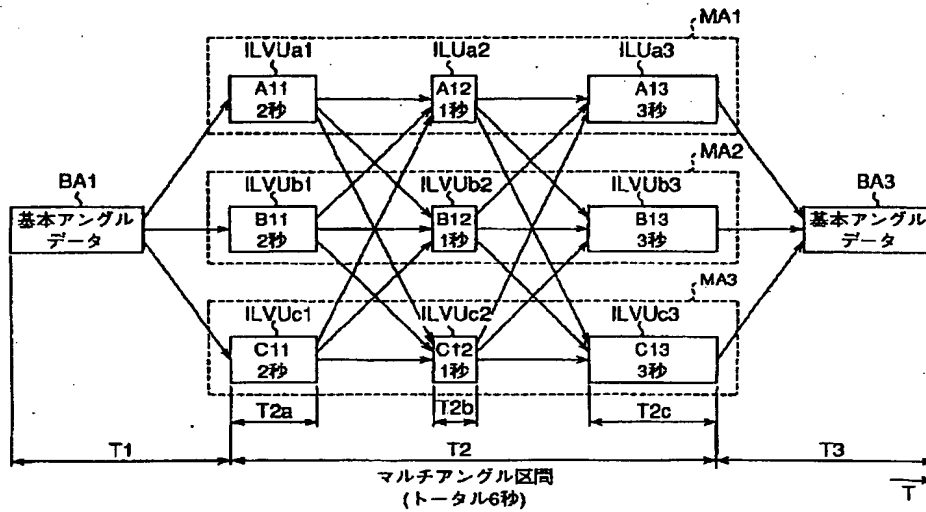 MA1
ILVUa1
ILUa2
ILUa3
A11
2秒
A12
1秒
A13
3秒
MA2
BA1
ILVUb1
ILVUb2
ILVUb3
BA3
基本アングル
データ
B11
2秒
B12
1秒
B13
3秒
基本アングル
データ
MA3
ILVUc1
ILVUc2
ILVUc3
C11
2秒
C12
1秒
C13
3秒
T2a
T2b
T2c
T1
T2
T3
マルチアングル区間
(トータル6秒)
T